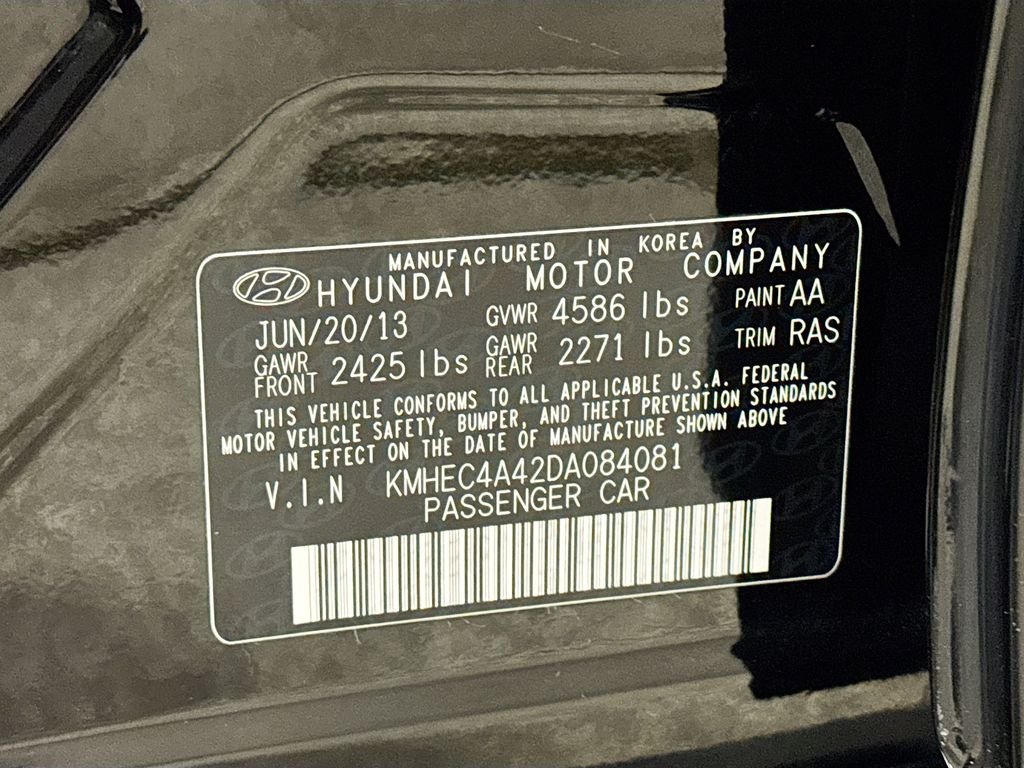 MANUFACTURED IN KOREA BY
HYUNDAI MOTOR COMPANY
JUN/20/13 GVWR 4586 lbs PAINT AA
GAWR FRONT 2425 lbs GAWR REAR 2271 lbs TRIM RAS
THIS VEHICLE CONFORMS TO ALL APPLICABLE U.S.A. FEDERAL
MOTOR VEHICLE SAFETY, BUMPER, AND THEFT PREVENTION STANDARDS
IN EFFECT ON THE DATE OF MANUFACTURE SHOWN ABOVE
V.I.N KMHEC4A42DA084081
PASSENGER CAR